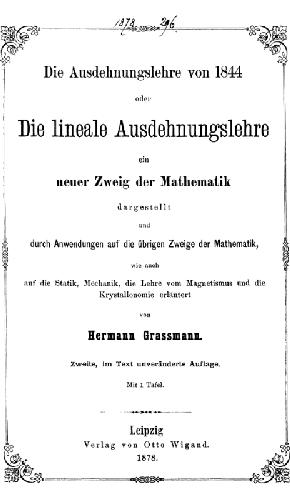 1878. 296.
Die Ausdehnungslehre von 1844
oder
Die lineale Ausdehnungslehre
ein
neuer Zweig der Mathematik
dargestellt
und
durch Anwendungen auf die übrigen Zweige der Mathematik,
wie auch
auf die Statik, Mechanik, die Lehre vom Magnetismus und die
Krystallonomie erläutert
von
Hermann Grassmann.
Zweite, im Text unveränderte Auflage.
Mit 1 Tafel.
Leipzig
Verlag von Otto Wigand.
1878.